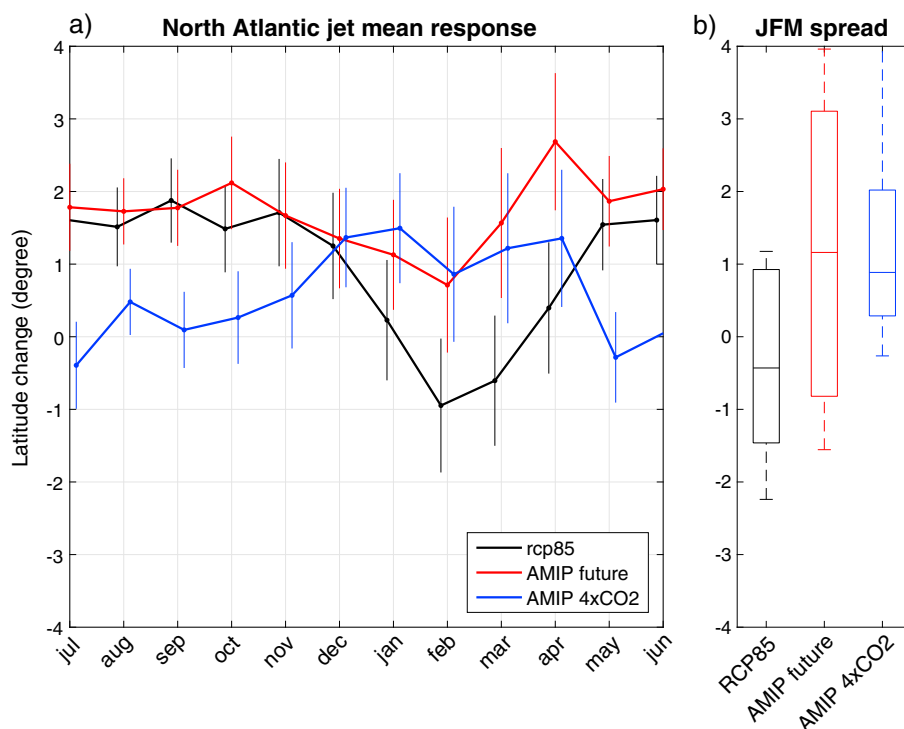 a) North Atlantic jet mean response
Latitude change (degree)
4
3
2
1
0
-1
-2
-3
-4
jul
aug
sep
oct
nov
dec
jan
feb
mar
apr
may
jun
rcp85
AMIP future
AMIP 4xCO2
b) JFM spread
4
3
2
1
0
-1
-2
-3
-4
RCP85
AMIP future
AMIP 4xCO2